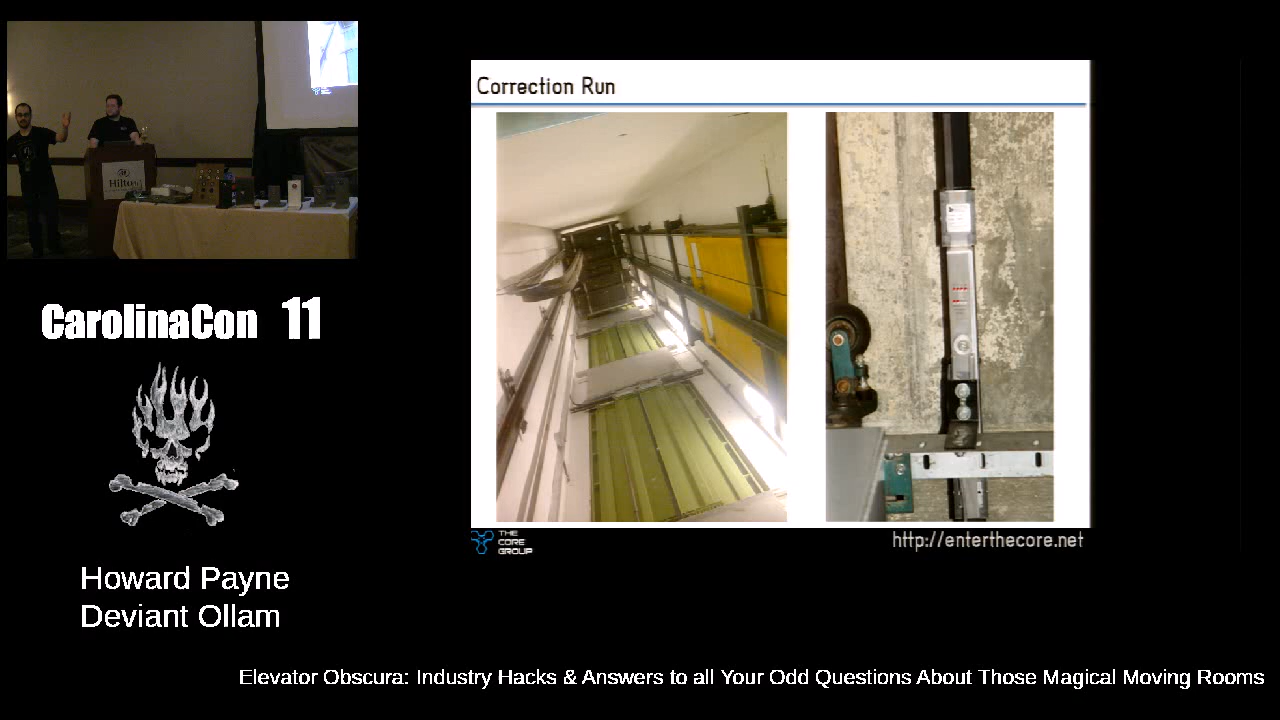 Correction Run
Hilton
CarolinaCon 11
THE
CORE
GROUP
http://enterthecore.net
Howard Payne
Deviant Ollam
Elevator Obscura: Industry Hacks & Answers to all Your Odd Questions About Those Magical Moving Rooms